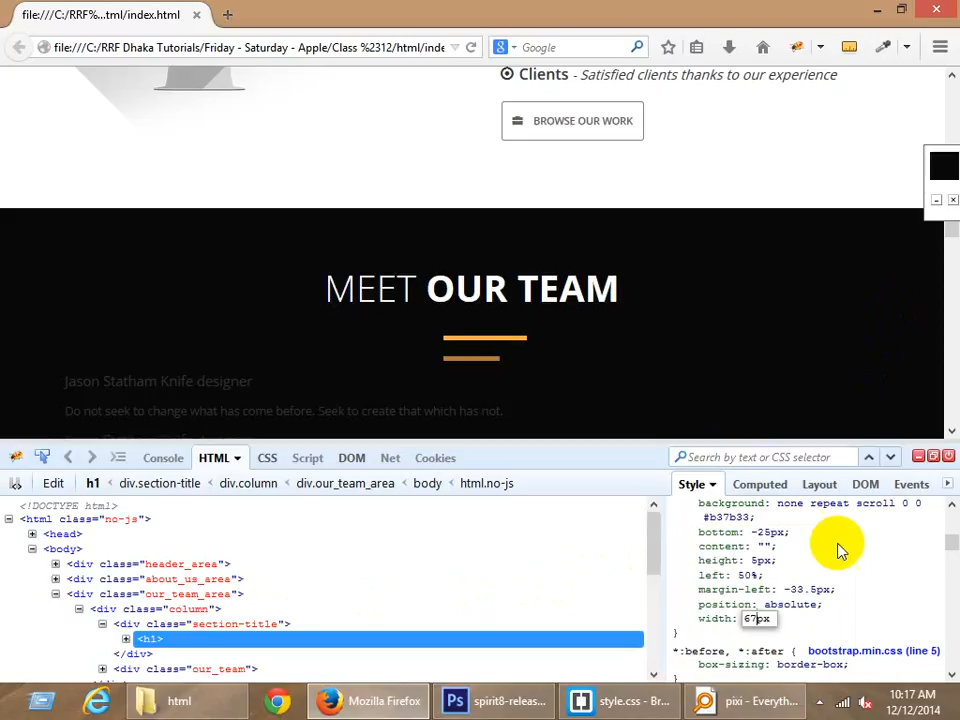 file:///C:/RRF%...tml/index.html
file:///C:/RRF Dhaka Tutorials/Friday - Saturday - Apple/Class %2312/html/inde
Google
Clients - Satisfied clients thanks to our experience
BROWSE OUR WORK
MEET OUR TEAM
Jason Statham Knife designer
Do not seek to change what has come before. Seek to create that which has not.
Console HTML CSS Script DOM Net Cookies
Search by text or CSS selector
Edit h1 < div.section-title < div.column < div.our_team_area < body < html.no-js
Style Computed Layout DOM Events
<!DOCTYPE html>
<html class="no-js">
<head>
<body>
<div class="header_area">
<div class="about_us_area">
<div class="our_team_area">
<div class="column">
<div class="section-title">
<h1>
</div>
<div class="our_team">
background: none repeat scroll 0 0
#b37b33;
bottom: -25px;
content: "";
height: 5px;
left: 50%;
margin-left: -33.5px;
position: absolute;
width: 67px
}
*:before, *:after { bootstrap.min.css (line 5)
box-sizing: border-box;
html
Mozilla Firefox
spirit8-releas...
style.css - Br...
pixi - Everyth...
10:17 AM
12/12/2014